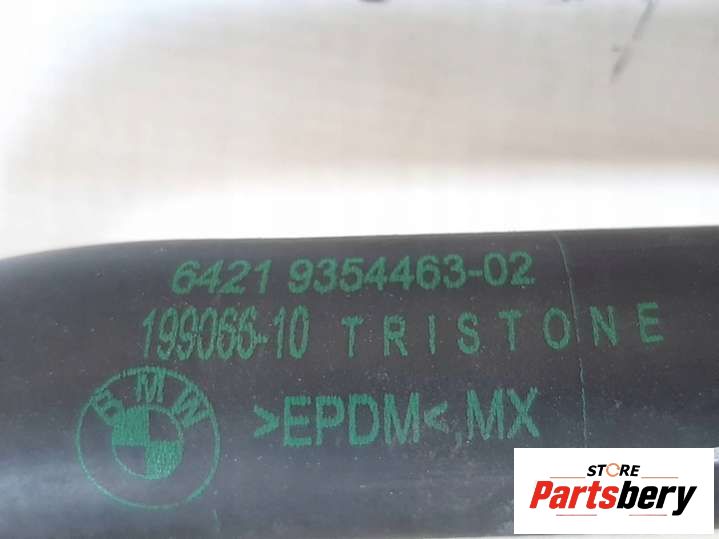 6421 9354463-02
199066-10 TRISTONE
BMW
>EPDM<,MX
STORE
Partsbery